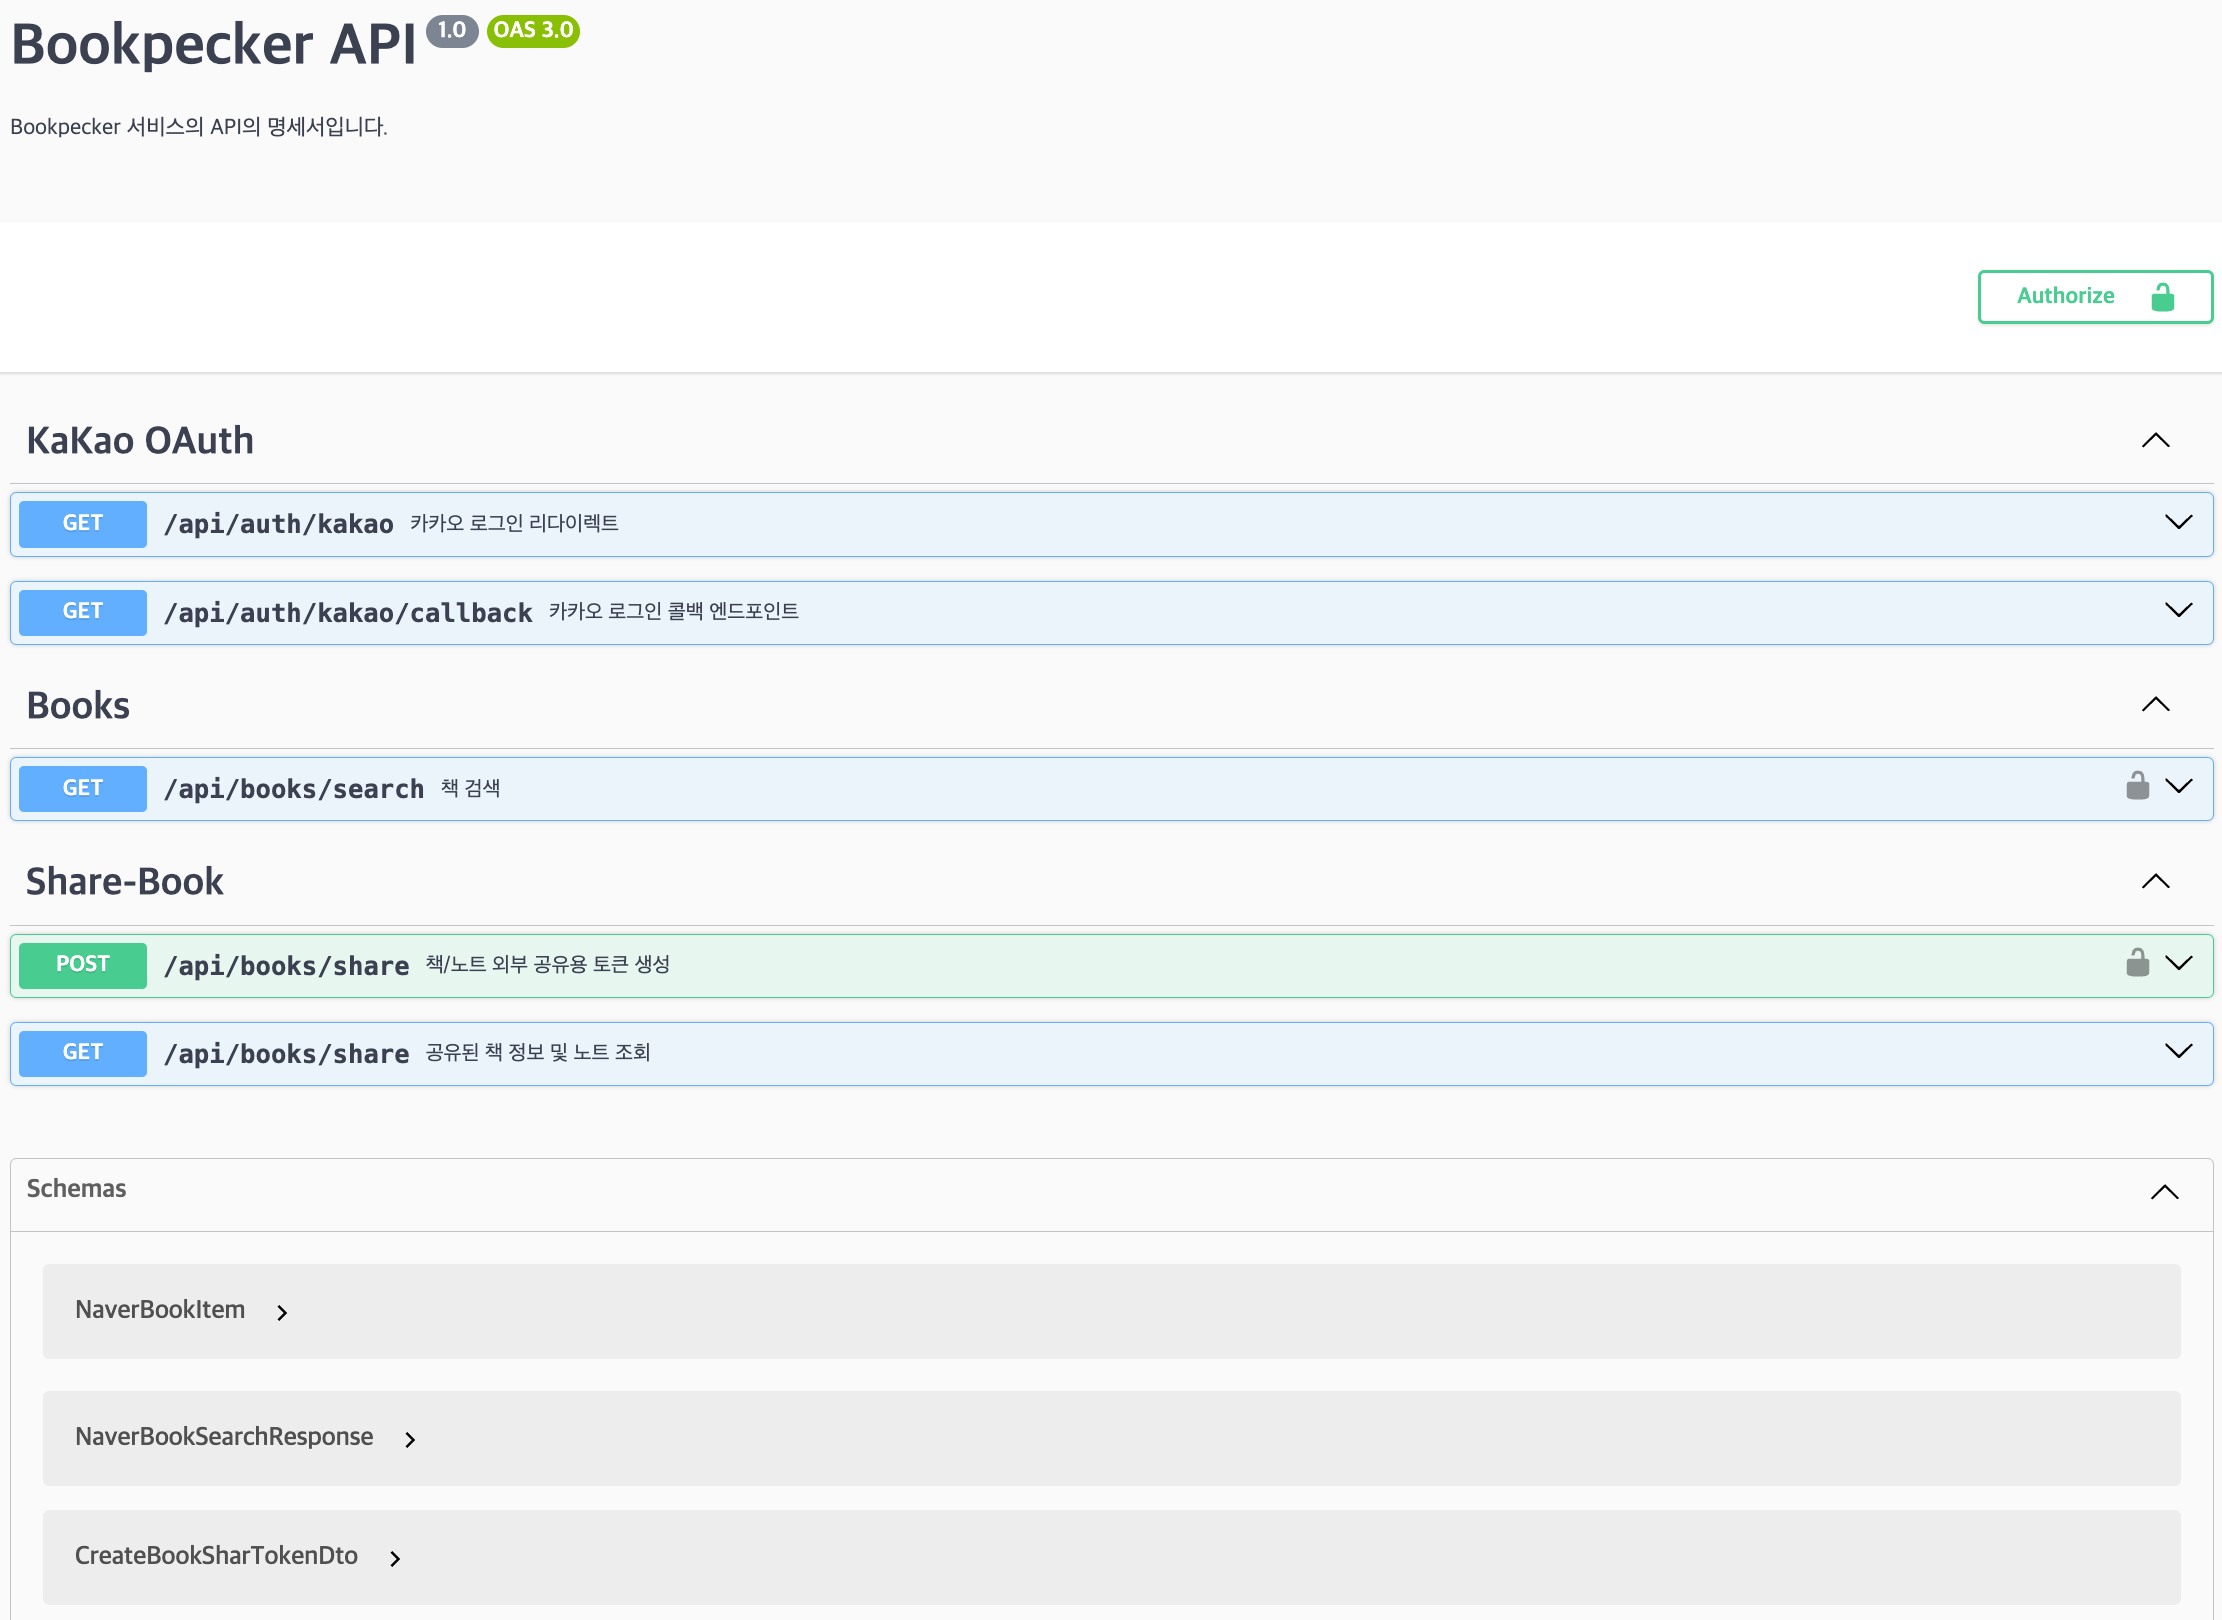 Bookpecker API 1.0 OAS 3.0
Bookpecker 서비스의 API의 명세서입니다.
Authorize
KaKao OAuth
GET /api/auth/kakao 카카오 로그인 리다이렉트
GET /api/auth/kakao/callback 카카오 로그인 콜백 엔드포인트
Books
GET /api/books/search 책 검색
Share-Book
POST /api/books/share 책/노트 외부 공유용 토큰 생성
GET /api/books/share 공유된 책 정보 및 노트 조회
Schemas
NaverBookItem
NaverBookSearchResponse
CreateBookSharTokenDto